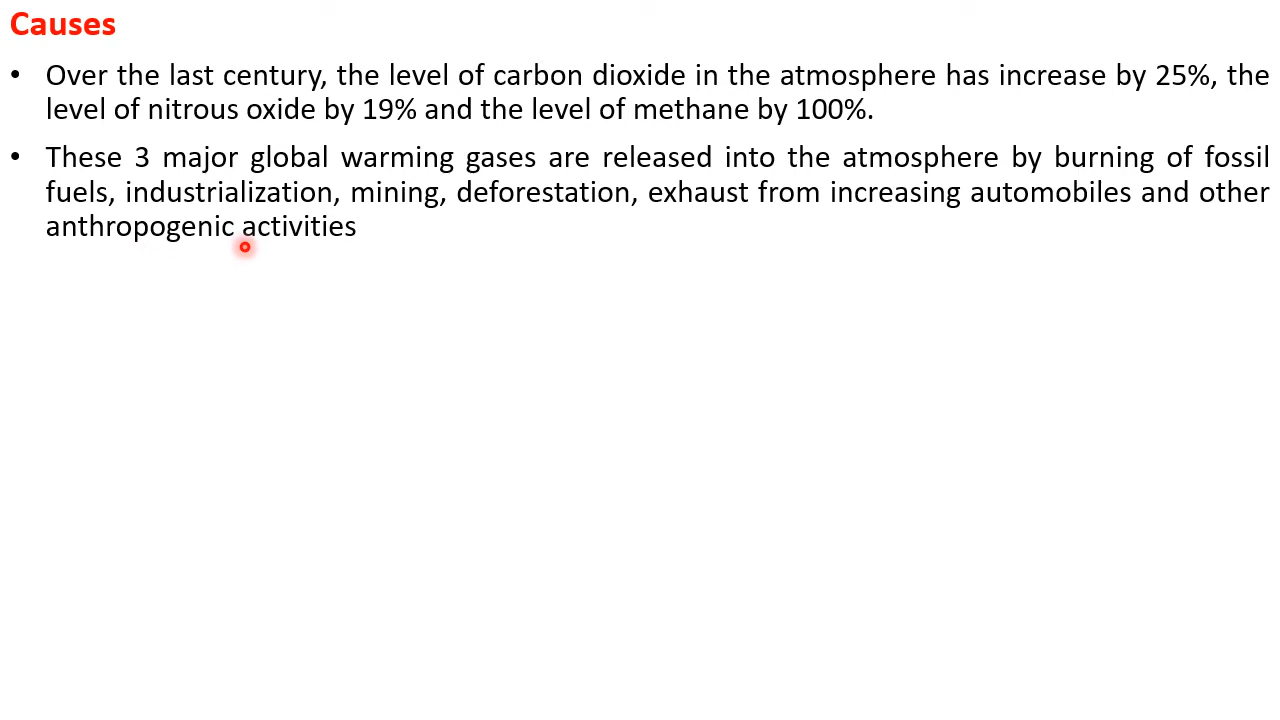 Causes
• Over the last century, the level of carbon dioxide in the atmosphere has increase by 25%, the
level of nitrous oxide by 19% and the level of methane by 100%.
• These 3 major global warming gases are released into the atmosphere by burning of fossil
fuels, industrialization, mining, deforestation, exhaust from increasing automobiles and other
anthropogenic activities